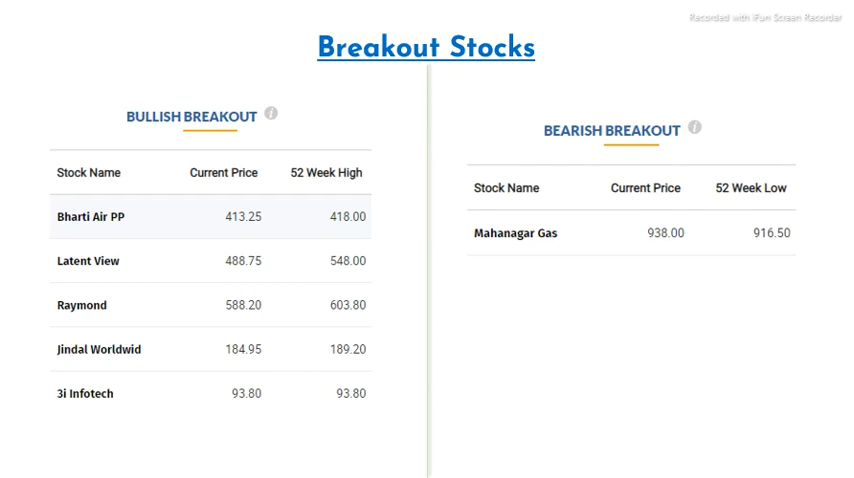 Recorded with iFun Screen Recorder
Breakout Stocks
BULLISH BREAKOUT i
Stock Name Current Price 52 Week High
Bharti Air PP 413.25 418.00
Latent View 488.75 548.00
Raymond 588.20 603.80
Jindal Worldwid 184.95 189.20
3i Infotech 93.80 93.80
BEARISH BREAKOUT i
Stock Name Current Price 52 Week Low
Mahanagar Gas 938.00 916.50